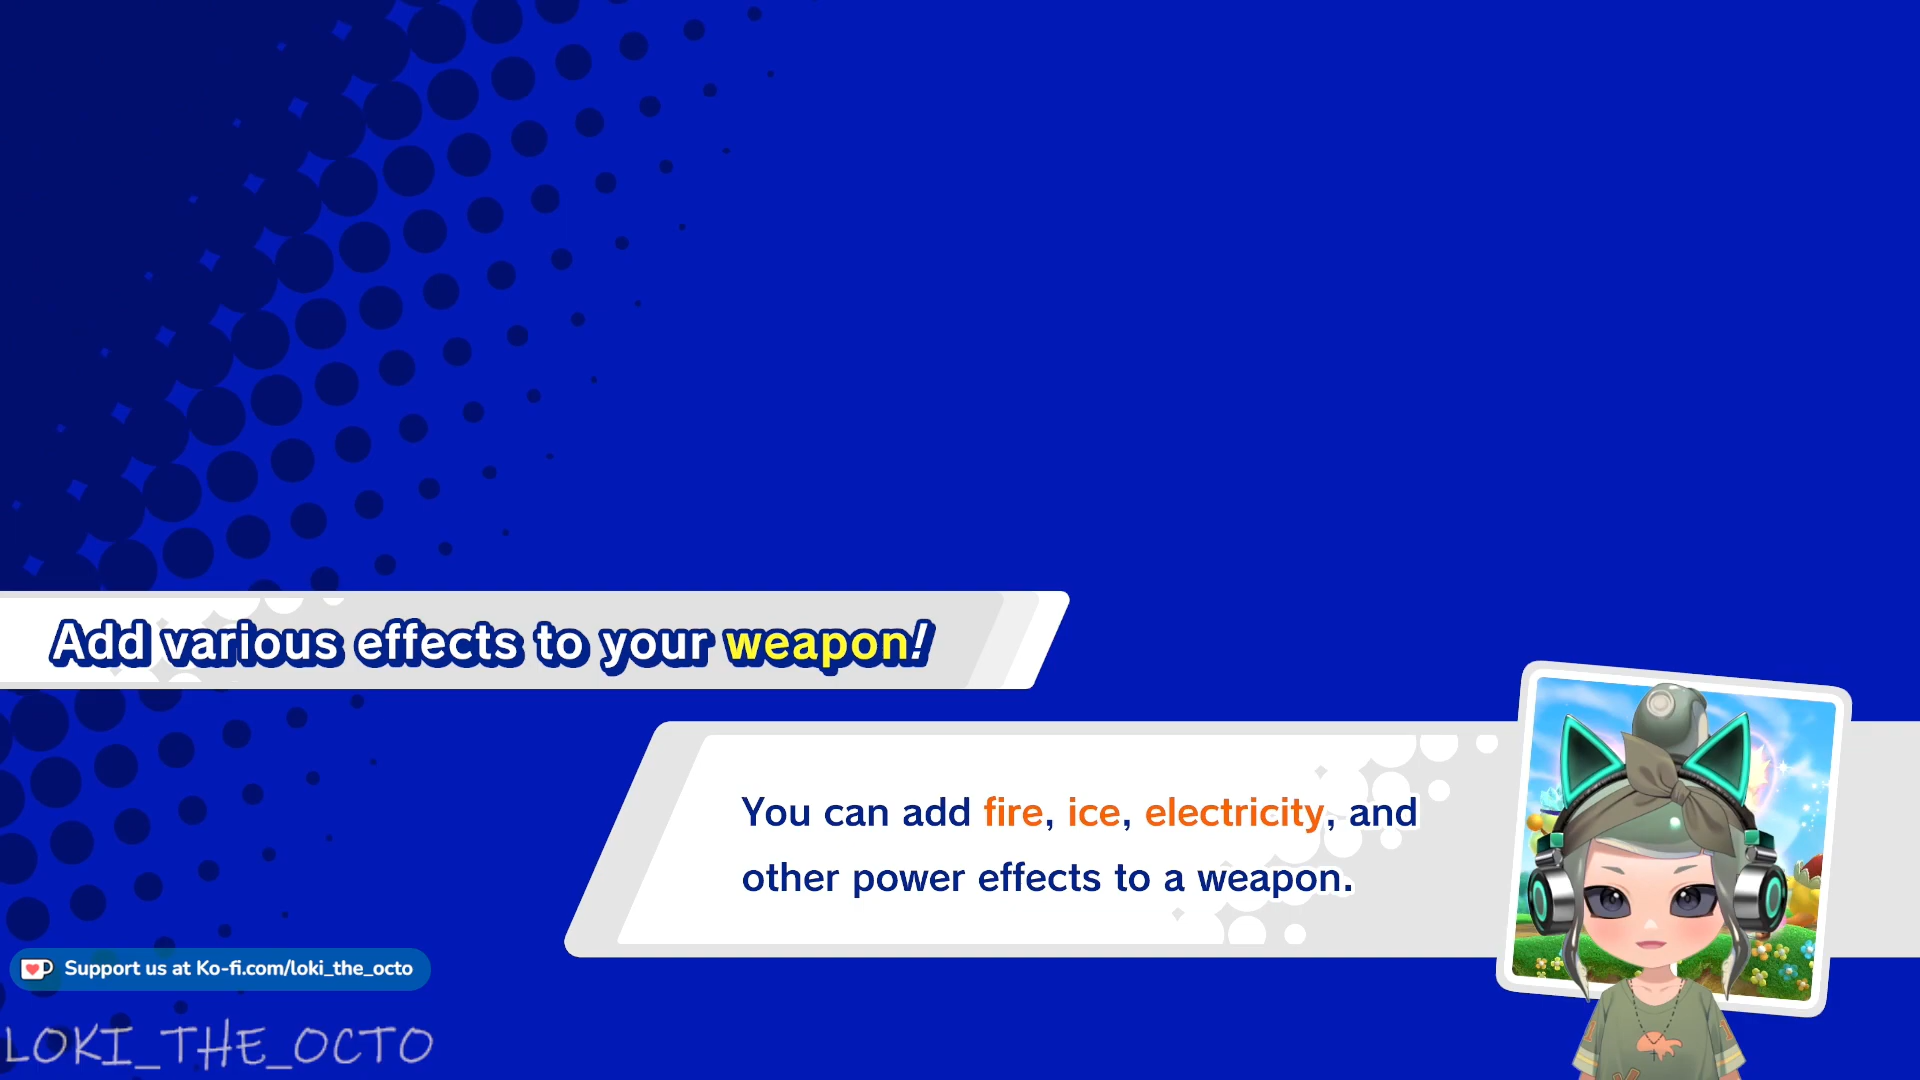 Add various effects to your weapon!
You can add fire, ice, electricity, and
other power effects to a weapon.
Support us at Ko-fi.com/loki_the_octo
LOKI_THE_OCTO